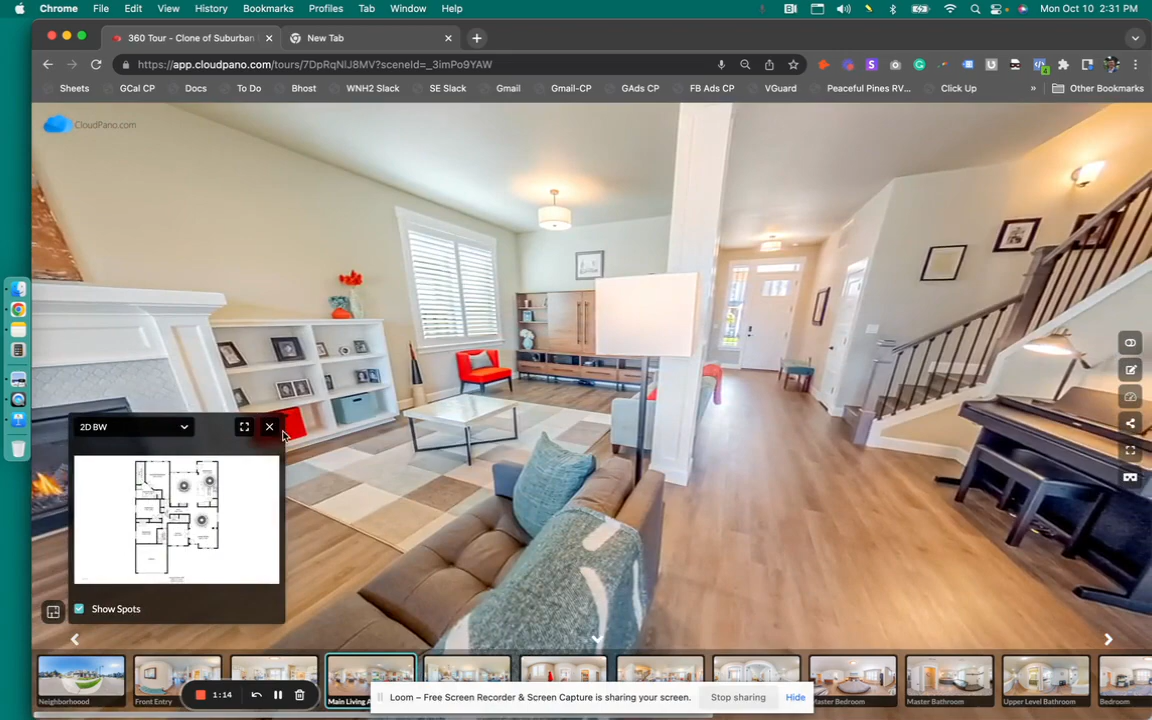 Chrome File Edit View History Bookmarks Profiles Tab Window Help Mon Oct 10 2:31 PM
360 Tour - Clone of Suburban New Tab
https://app.cloudpano.com/tours/7DpRqNlJ8MV?sceneId=_3imPo9YAW
Sheets GCal CP Docs To Do Bhost WNH2 Slack SE Slack Gmail Gmail-CP GAds CP FB Ads CP VGuard Peaceful Pines RV... Click Up » Other Bookmarks
CloudPano.com
2D BW
Show Spots
Neighborhoood Front Entry Main Living A Master Bedroom Master Bathroom Upper Level Bathroom Bedroom
1:14
Loom – Free Screen Recorder & Screen Capture is sharing your screen. Stop sharing Hide